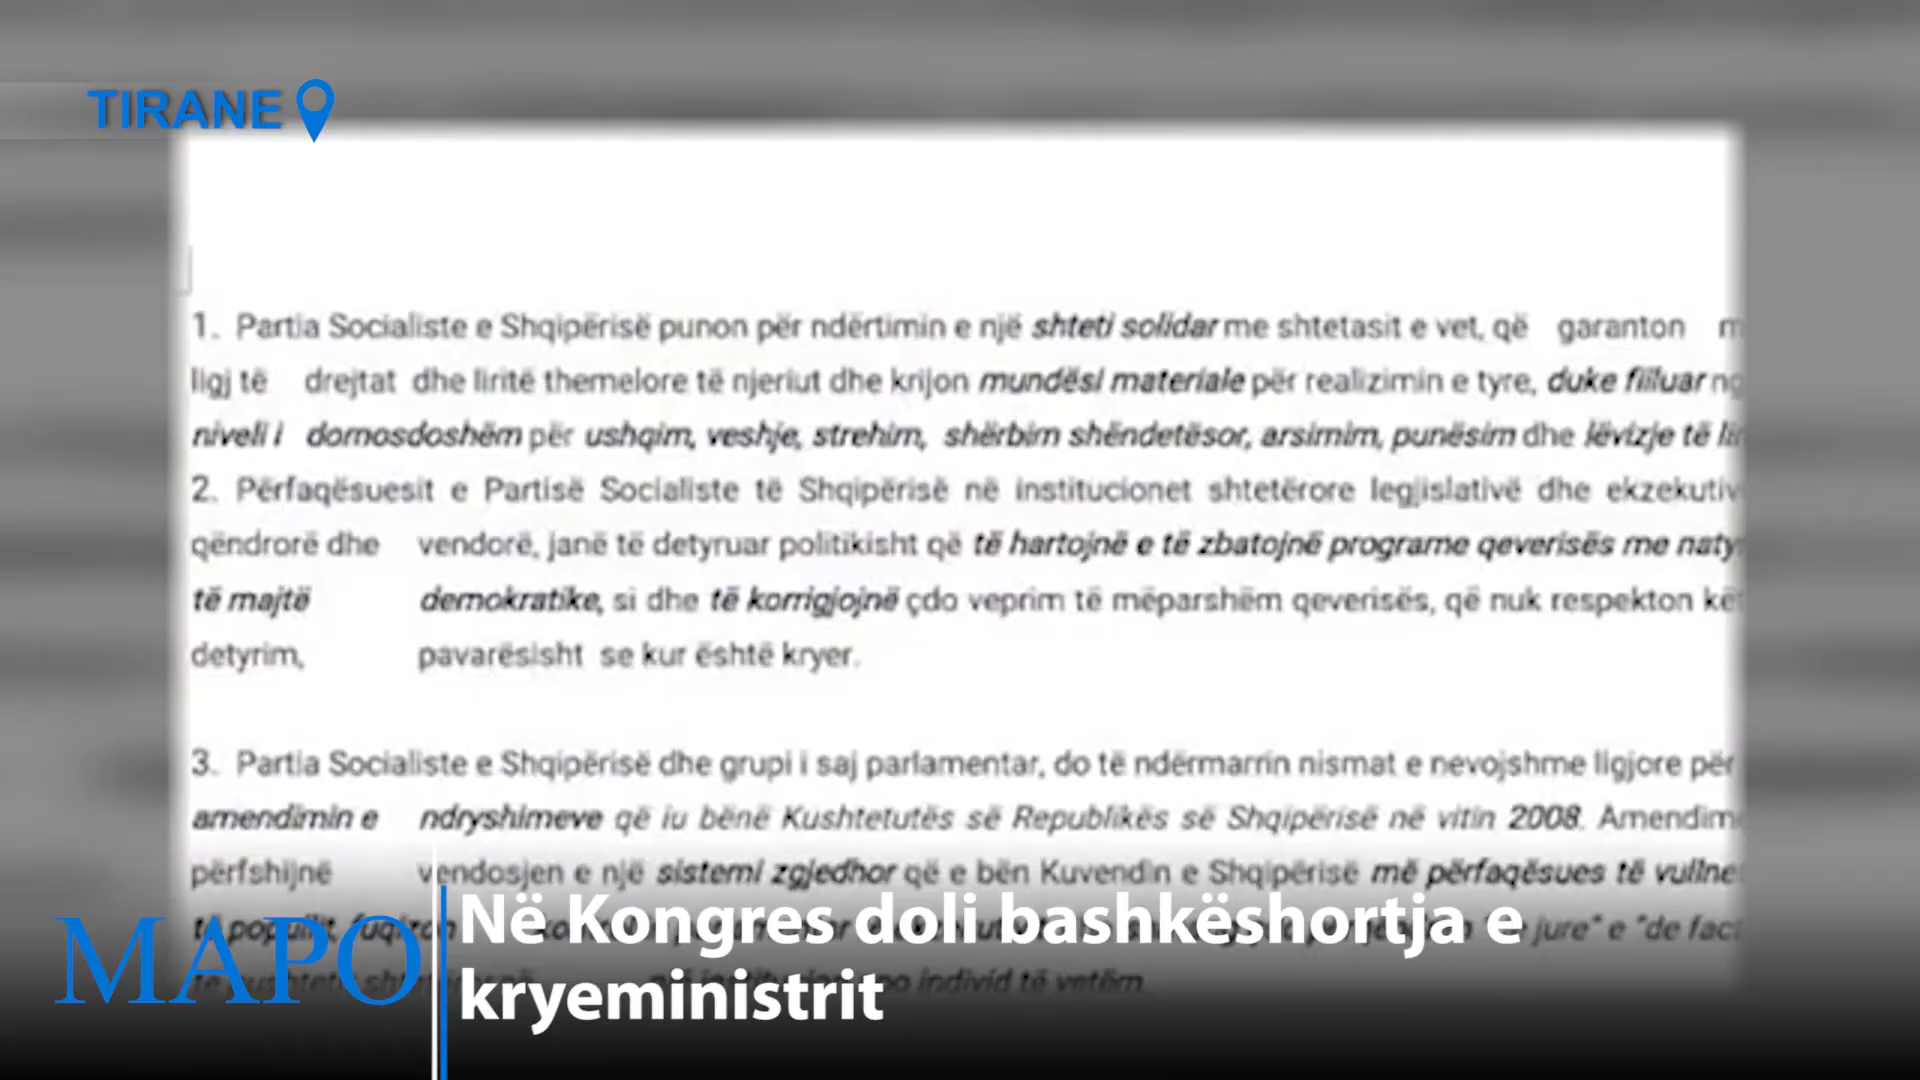 TIRANE
1. Partia Socialiste e Shqipërisë punon për ndërtimin e një shteti solidar me shtetasit e vet, që garanton
ligj të drejtat dhe liritë themelore të njeriut dhe krijon mundësi materiale për realizimin e tyre, duke filluar
niveli i domosdoshëm për ushqim, veshje, strehim, shërbim shëndetësor, arsimim, punësim dhe lëvizje të
2. Përfaqësuesit e Partisë Socialiste të Shqipërisë në institucionet shtetërore legjislativë dhe
qëndrorë dhe vendorë, janë të detyruar politikisht që të hartojnë e të zbatojnë programe qeverisës me
të majtë demokratike, si dhe të korrigjojnë çdo veprim të mëparshëm qeverisës, që nuk respekton
detyrim, pavarësisht se kur është kryer.
3. Partia Socialiste e Shqipërisë dhe grupi i saj parlamentar, do të ndërmarrin nismat e nevojshme ligjore për
amendimin e ndryshimeve që iu bënë Kushtetutës së Republikës së Shqipërisë në vitin 2008.
përfshijnë vendosjen e një sistemi zgjedhor që e bën Kuvendin e Shqipërisë më përfaqësues të
të popullit, jure" e "de
individ të vetëm.
MAPO
Në Kongres doli bashkëshortja e
kryeministrit